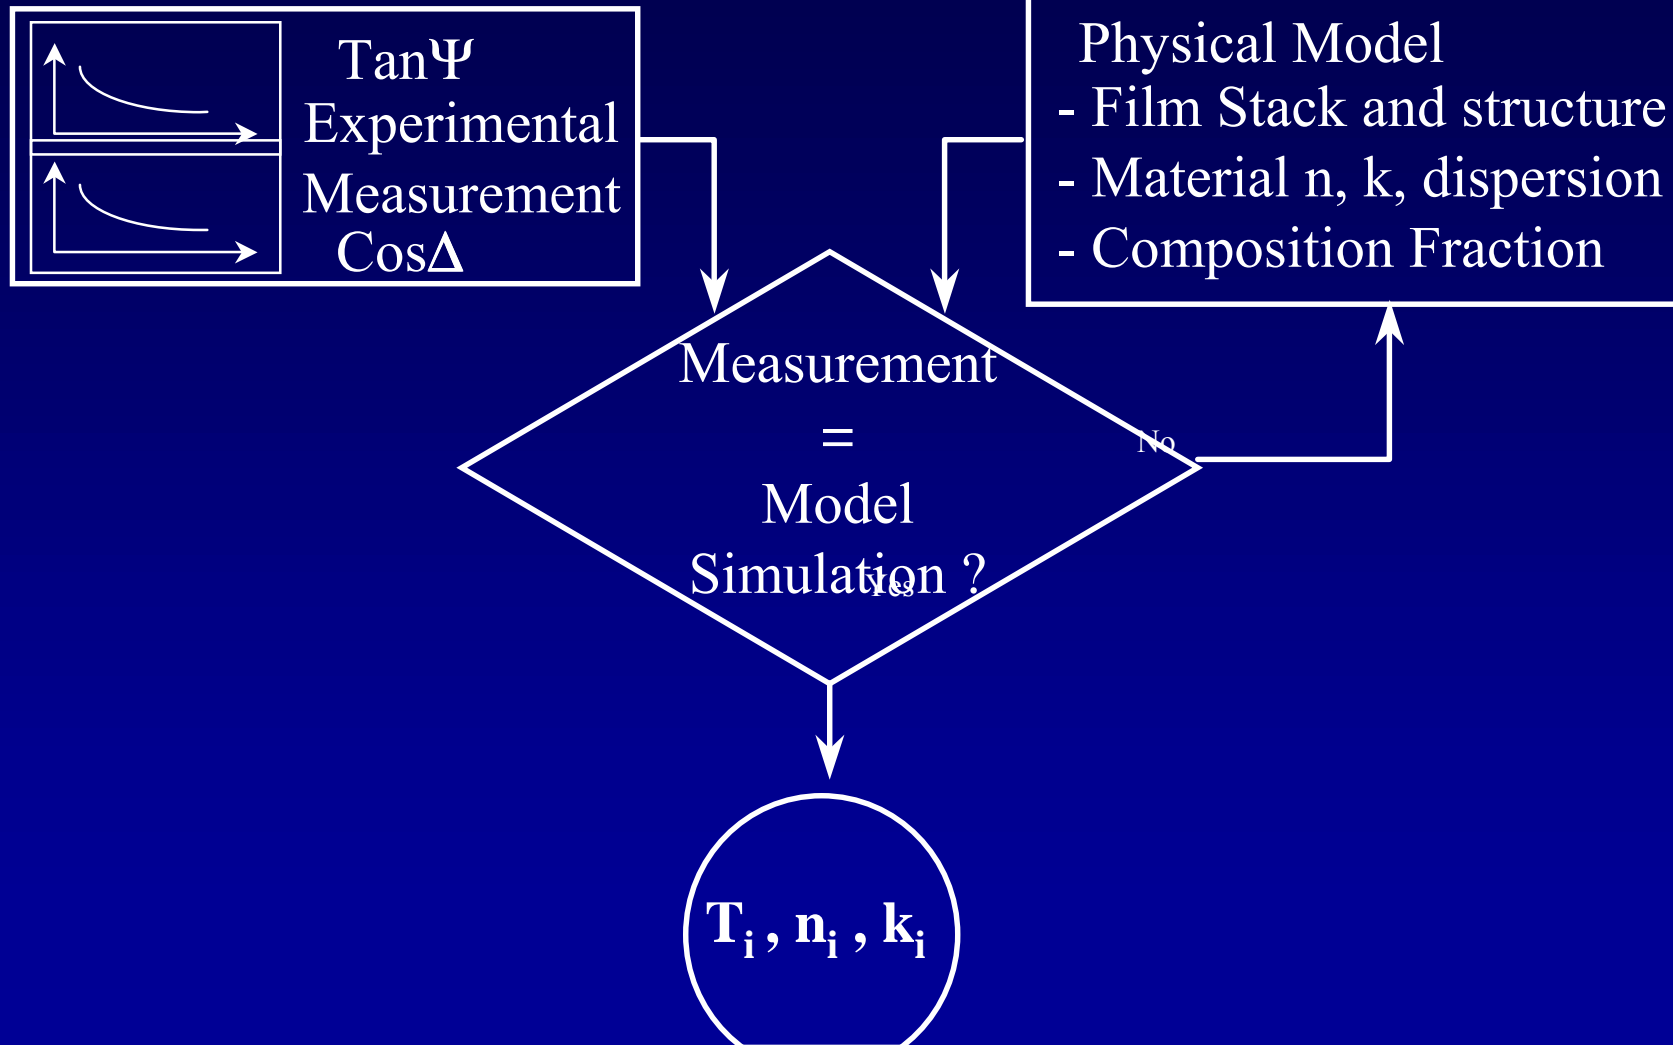 TanΨ
Experimental
Measurement
CosΔ
Physical Model
- Film Stack and structure
- Material n, k, dispersion
- Composition Fraction
Measurement
=
Model
Simulation ?
No
Yes
Ti , ni , ki